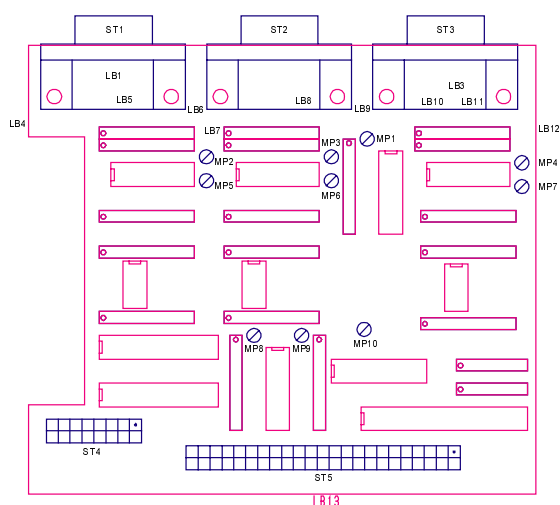 ST1 ST2 ST3
LB1 LB3
LB5 LB8 LB10 LB11
LB6 LB9
LB4 LB7 LB12
MP1
MP3
MP2 MP4
MP5 MP7
MP6
MP10
MP8 MP9
ST4
ST5
LB13